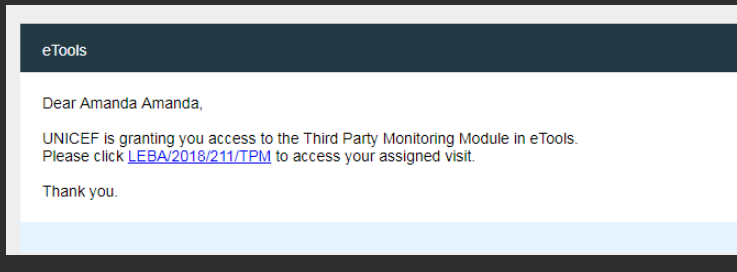 eTools
Dear Amanda Amanda,
UNICEF is granting you access to the Third Party Monitoring Module in eTools.
Please click LEBA/2018/211/TPM to access your assigned visit.
Thank you.